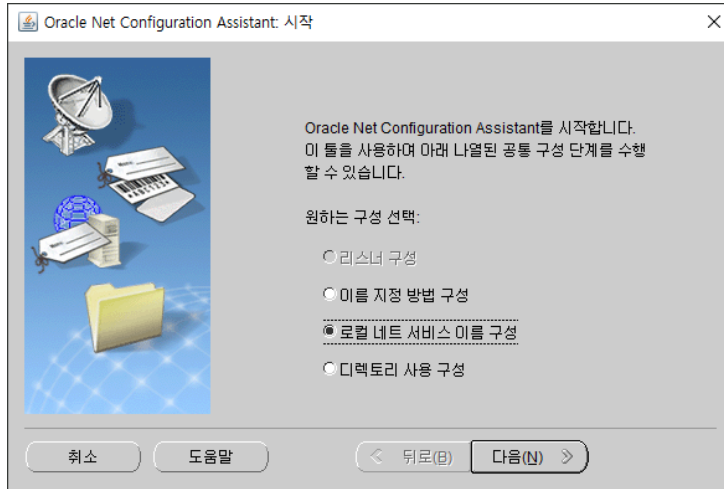 Oracle Net Configuration Assistant: 시작
Oracle Net Configuration Assistant를 시작합니다.
이 툴을 사용하여 아래 나열된 공통 구성 단계를 수행
할 수 있습니다.
원하는 구성 선택:
리스너 구성
이름 지정 방법 구성
로컬 네트 서비스 이름 구성
디렉토리 사용 구성
취소
도움말
뒤로(B)
다음(N)